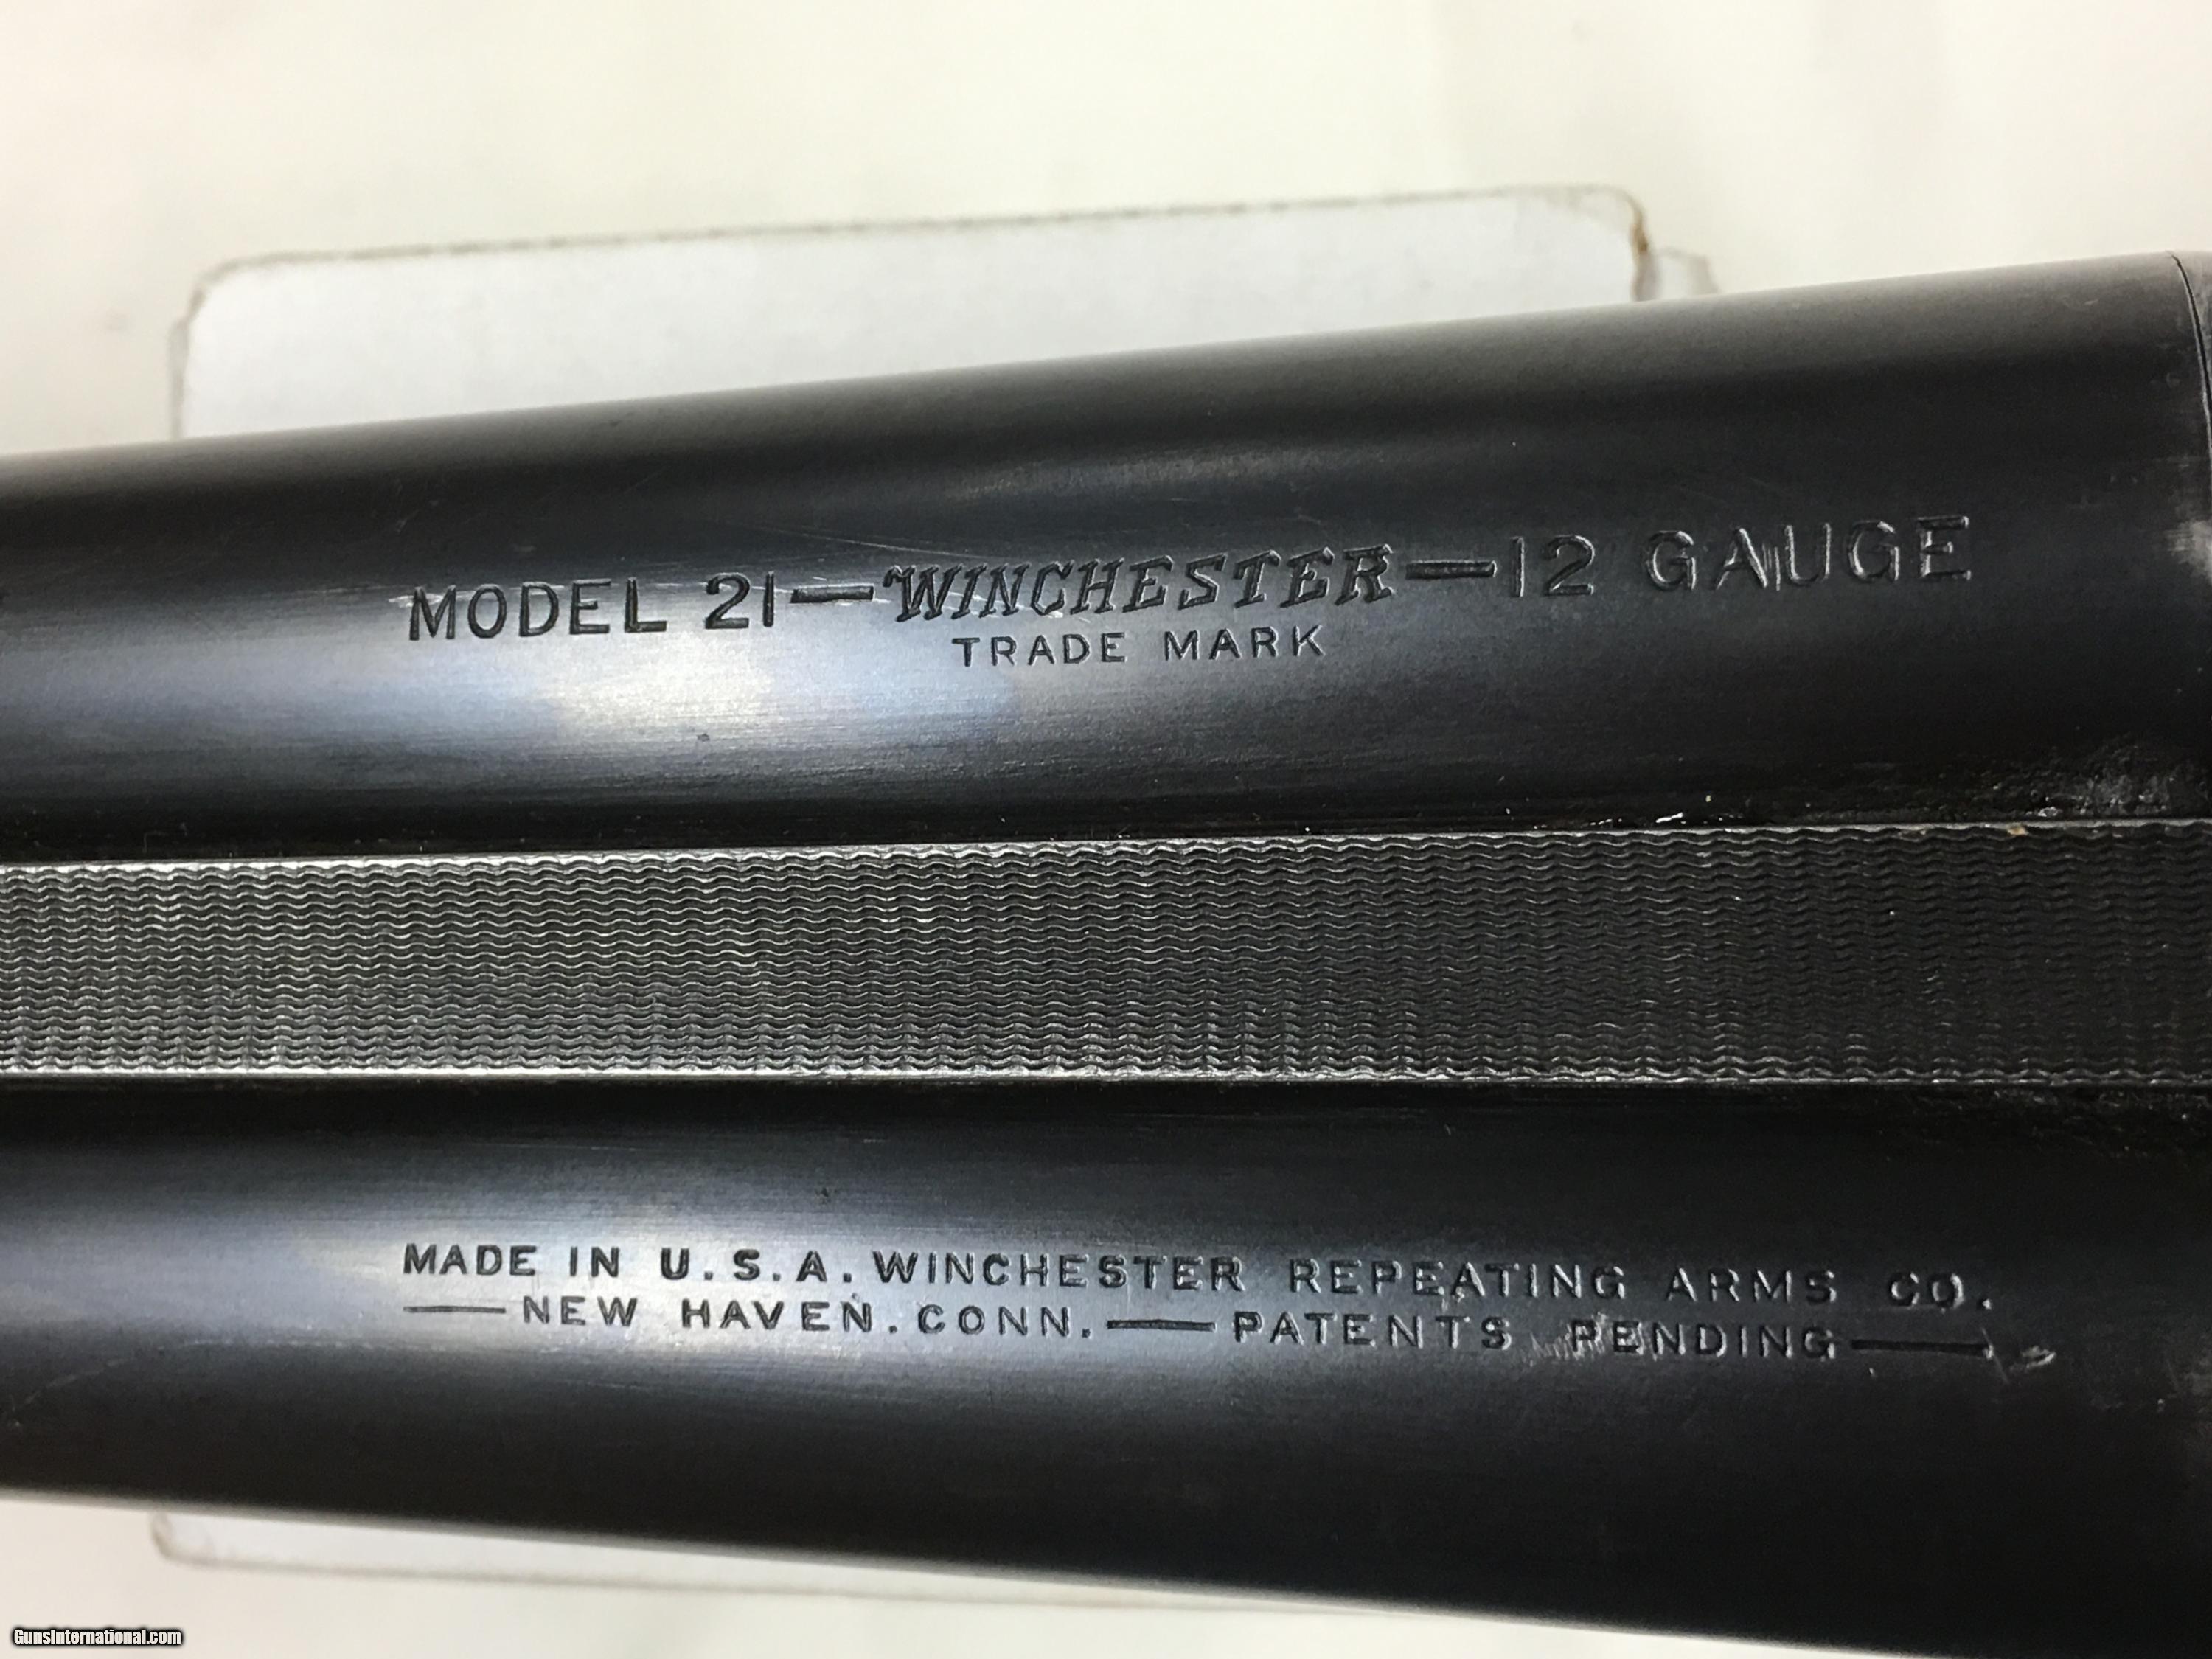 MODEL 21—WINCHESTER—12 GAUGE
TRADE MARK
MADE IN U.S.A. WINCHESTER REPEATING ARMS CO.
—NEW HAVEN. CONN.—PATENTS PENDING—
GunsInternational.com